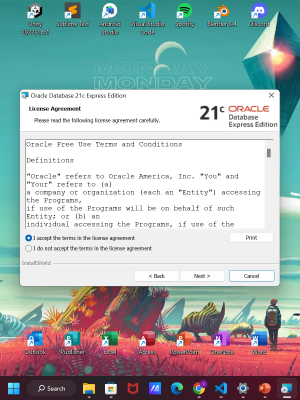 Unity
Sublime Text
Android
Studio
Visual Studio
Code
Spotify
Blender 3.4
Discord
MONDAY
Oracle Database 21c Express Edition
License Agreement
Please read the following license agreement carefully.
21c ORACLE
Database
Express Edition
Oracle Free Use Terms and Conditions
Definitions
"Oracle" refers to Oracle America, Inc. "You" and
"Your" refers to (a)
a company or organization (each an "Entity") accessing
the Programs,
if use of the Programs will be on behalf of such
Entity; or (b) an
individual accessing the Programs, if use of the
I accept the terms in the license agreement
I do not accept the terms in the license agreement
Print
InstallShield
< Back
Next >
Cancel
Outlook
Publisher
Excel
Access
PowerPoint
OneNote
Word
Search